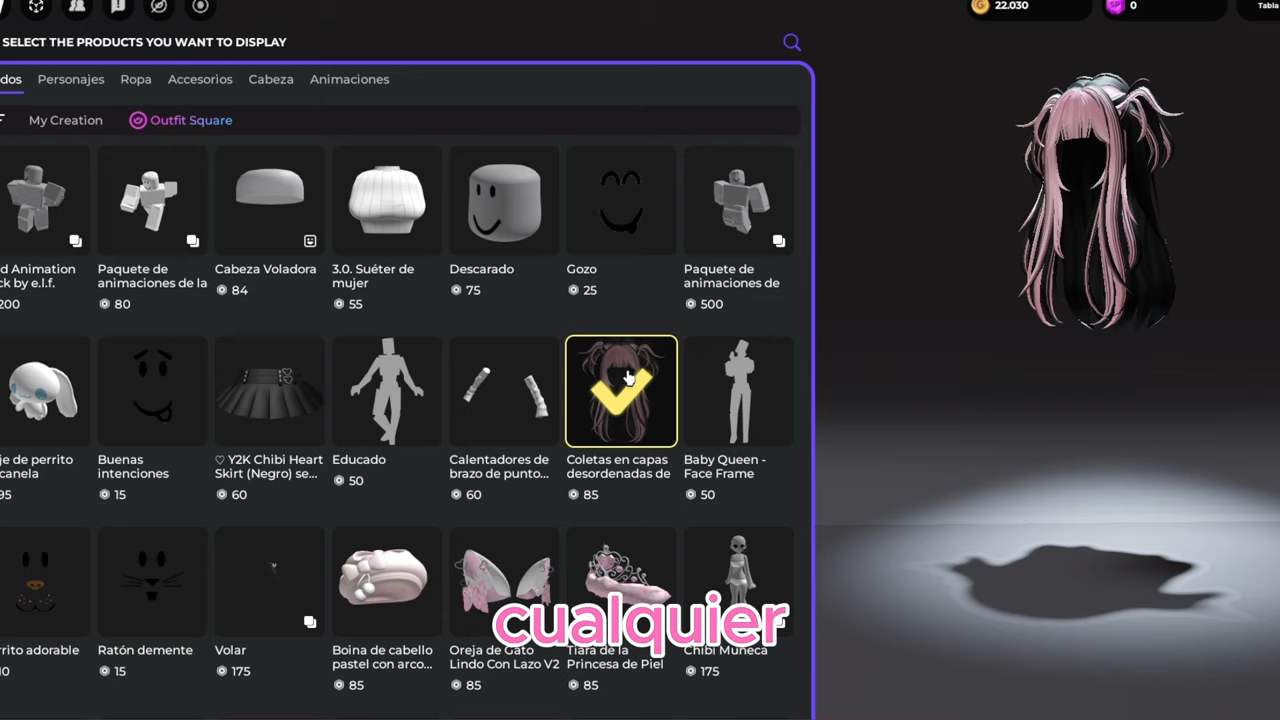 22.030
SP
0
Tabla
SELECT THE PRODUCTS YOU WANT TO DISPLAY
dos
Personajes
Ropa
Accesorios
Cabeza
Animaciones
My Creation
Outfit Square
d Animation
ck by e.l.f.
200
Paquete de
animaciones de la
80
Cabeza Voladora
84
3.0. Suéter de
mujer
55
Descarado
75
Gozo
25
Paquete de
animaciones de
500
je de perrito
canela
95
Buenas
intenciones
15
♡ Y2K Chibi Heart
Skirt (Negro) se...
60
Educado
50
Calentadores de
brazo de punto...
60
Coletas en capas
desordenadas de
85
Baby Queen -
Face Frame
50
rrito adorable
10
Ratón demente
15
Volar
175
Boina de cabello
pastel con arco...
85
Oreja de Gato
Lindo Con Lazo V2
85
Tiara de la
Princesa de Piel
85
Chibi Muñeca
175
cualquier